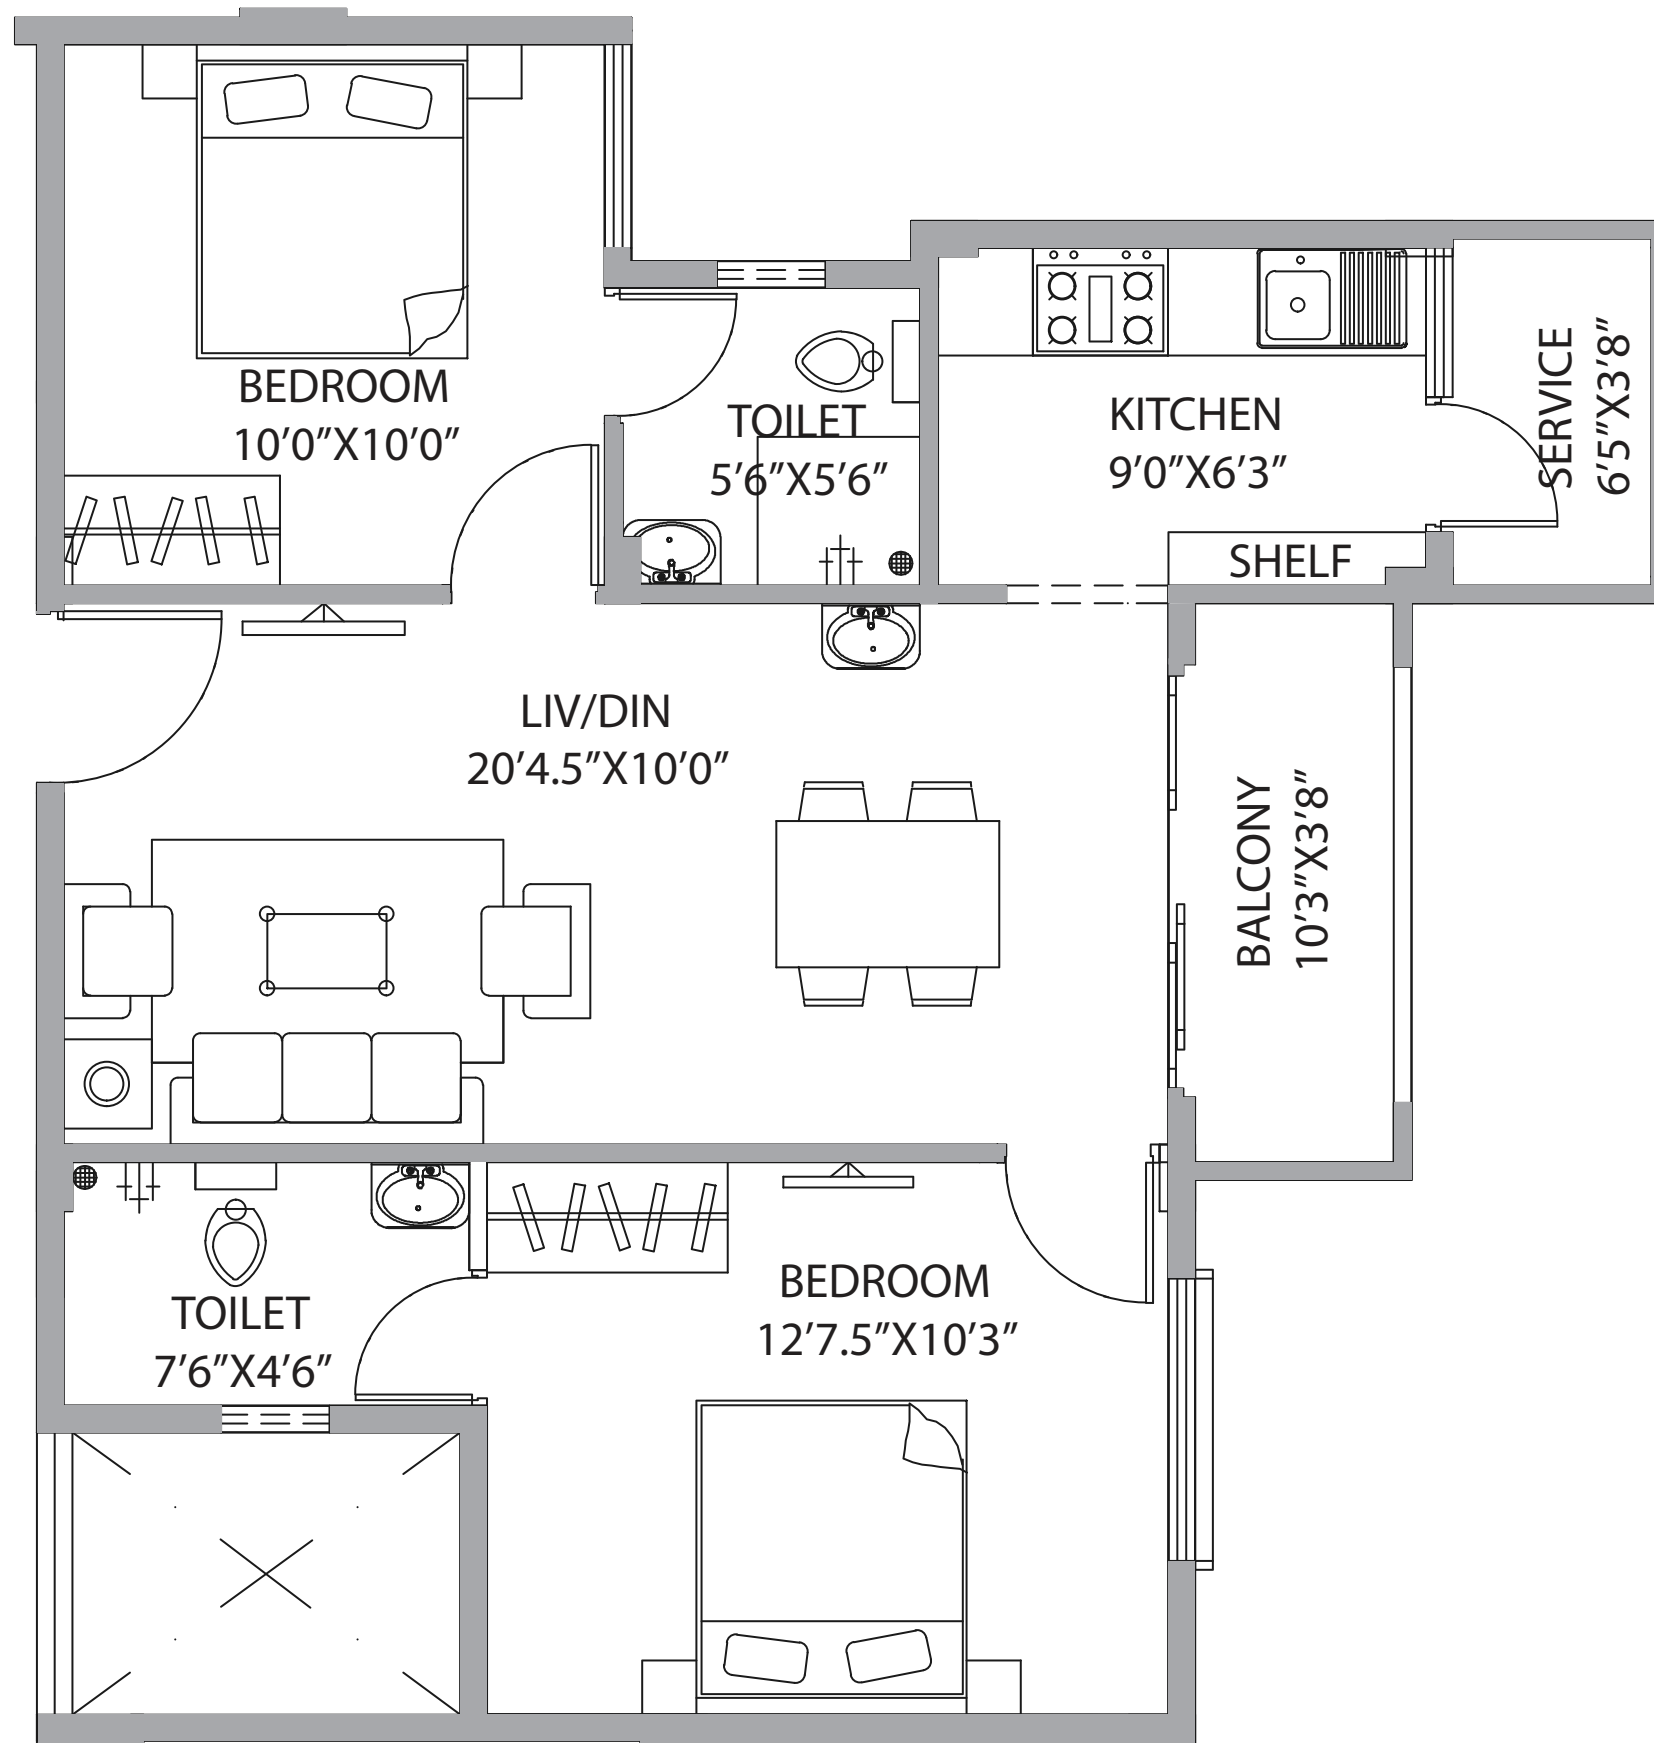 BEDROOM
10’0”X10’0”
TOILET
5’6”X5’6”
KITCHEN
9’0”X6’3”
SERVICE
6’5”X3’8”
SHELF
LIV/DIN
20’4.5”X10’0”
BALCONY
10’3”X3’8”
BEDROOM
12’7.5”X10’3”
TOILET
7’6”X4’6”